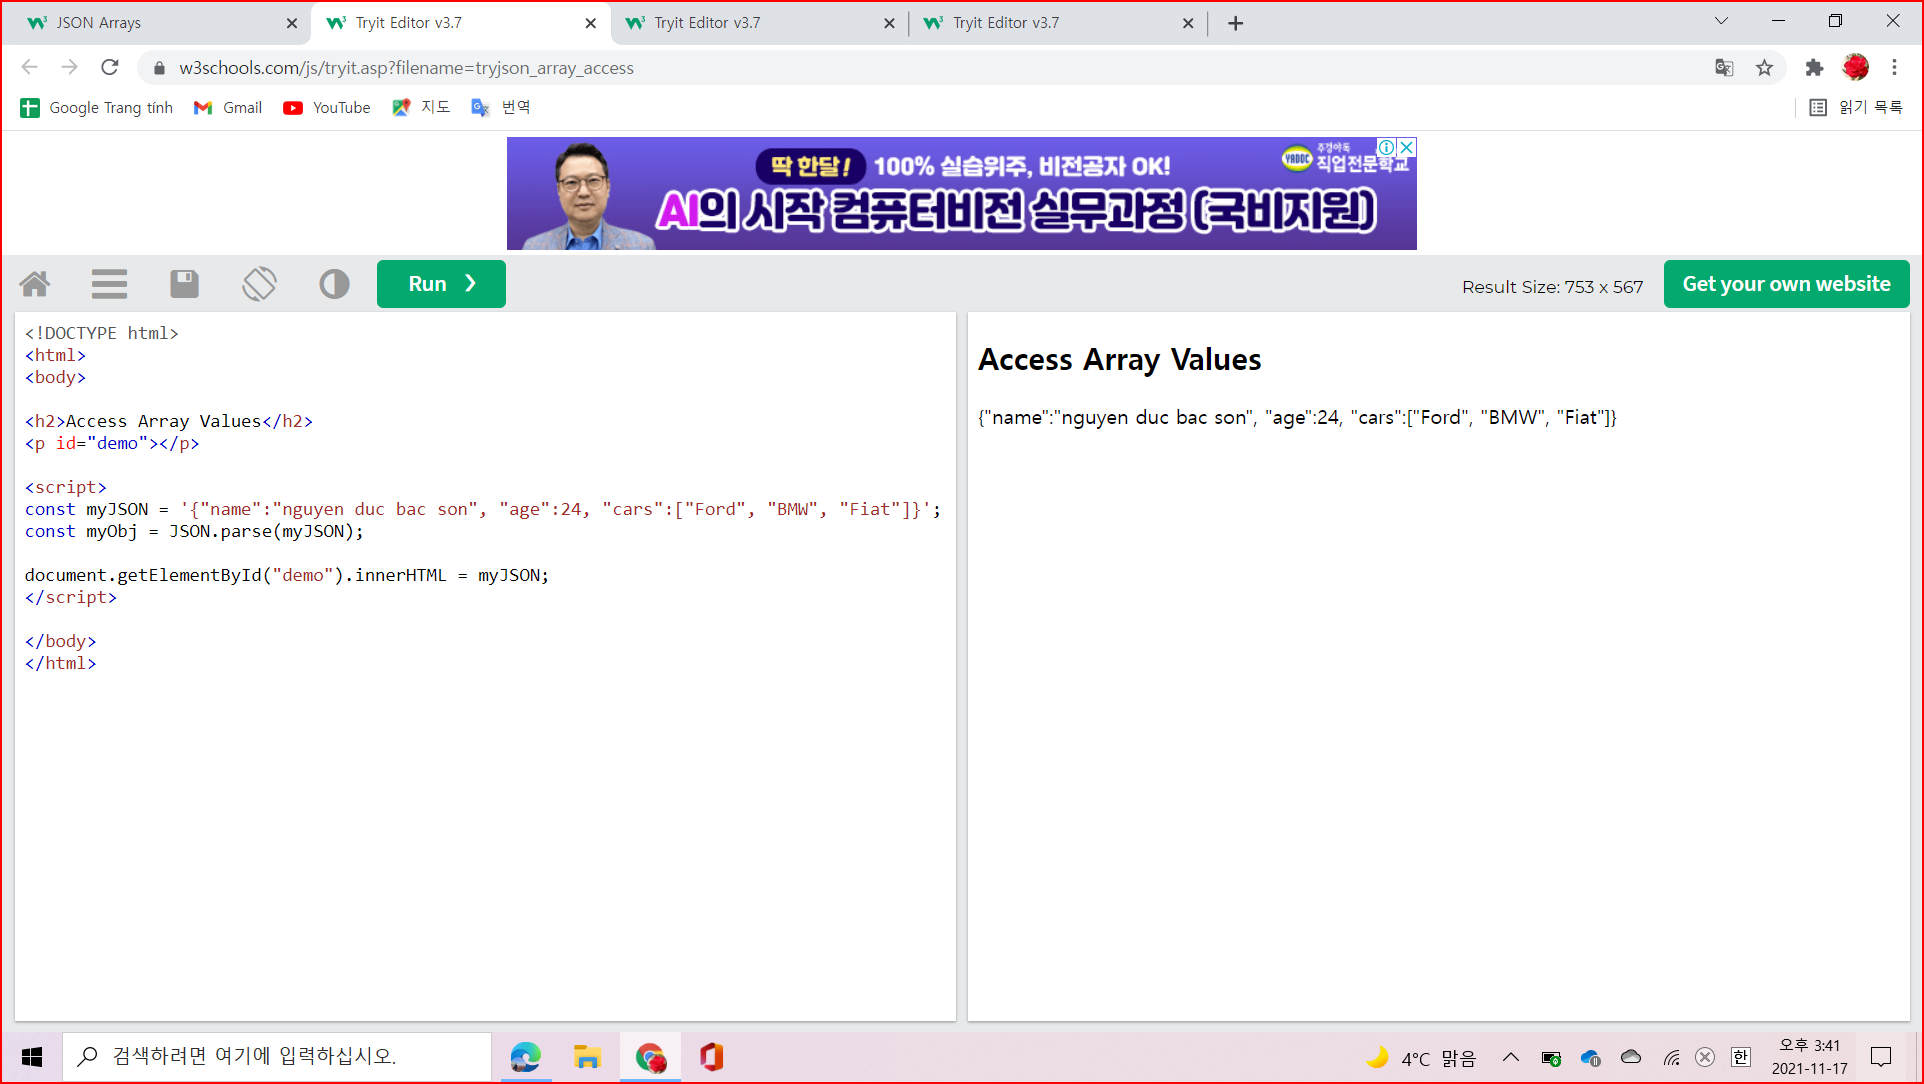 JSON Arrays
Tryit Editor v3.7
Tryit Editor v3.7
Tryit Editor v3.7
w3schools.com/js/tryit.asp?filename=tryjson_array_access
Google Trang tính
Gmail
YouTube
지도
번역
읽기 목록
딱 한달! 100% 실습위주, 비전공자 OK!
AI의 시작 컴퓨터비전 실무과정 (국비지원)
YADOC
주경야독
직업전문학교
Run ❯
Result Size: 753 x 567
Get your own website
<!DOCTYPE html>
<html>
<body>
<h2>Access Array Values</h2>
<p id="demo"></p>
<script>
const myJSON = '{"name":"nguyen duc bac son", "age":24, "cars":["Ford", "BMW", "Fiat"]}';
const myObj = JSON.parse(myJSON);
document.getElementById("demo").innerHTML = myJSON;
</script>
</body>
</html>
Access Array Values
{"name":"nguyen duc bac son", "age":24, "cars":["Ford", "BMW", "Fiat"]}
검색하려면 여기에 입력하십시오.
4°C 맑음
한
오후 3:41
2021-11-17